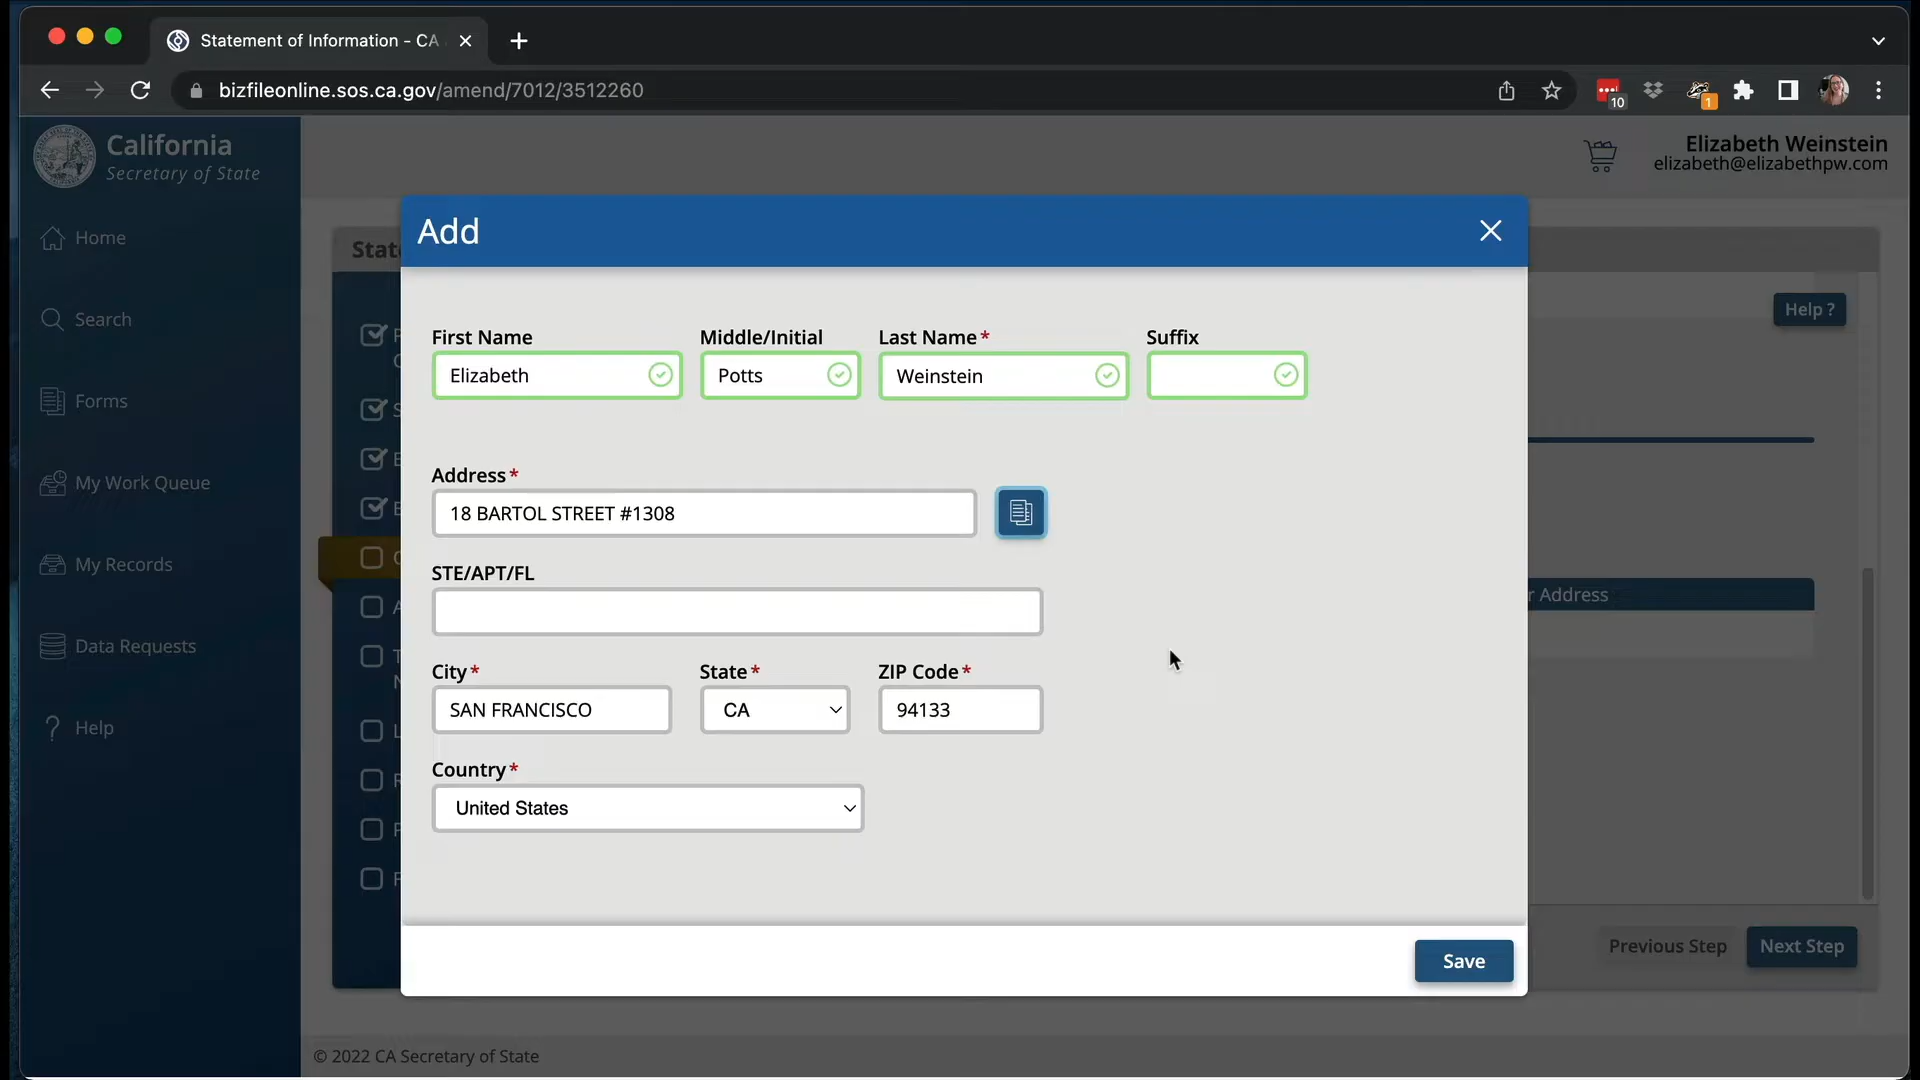 Statement of Information - CA
bizfileonline.sos.ca.gov/amend/7012/3512260
10
1
California
Secretary of State
Elizabeth Weinstein
elizabeth@elizabethpw.com
Home
Search
Forms
My Work Queue
My Records
Data Requests
Help
State
Help ?
Add
First Name
Middle/Initial
Last Name*
Suffix
Elizabeth
Potts
Weinstein
Address*
18 BARTOL STREET #1308
STE/APT/FL
r Address
City*
State*
ZIP Code*
SAN FRANCISCO
CA
94133
Country*
United States
Save
Previous Step
Next Step
© 2022 CA Secretary of State